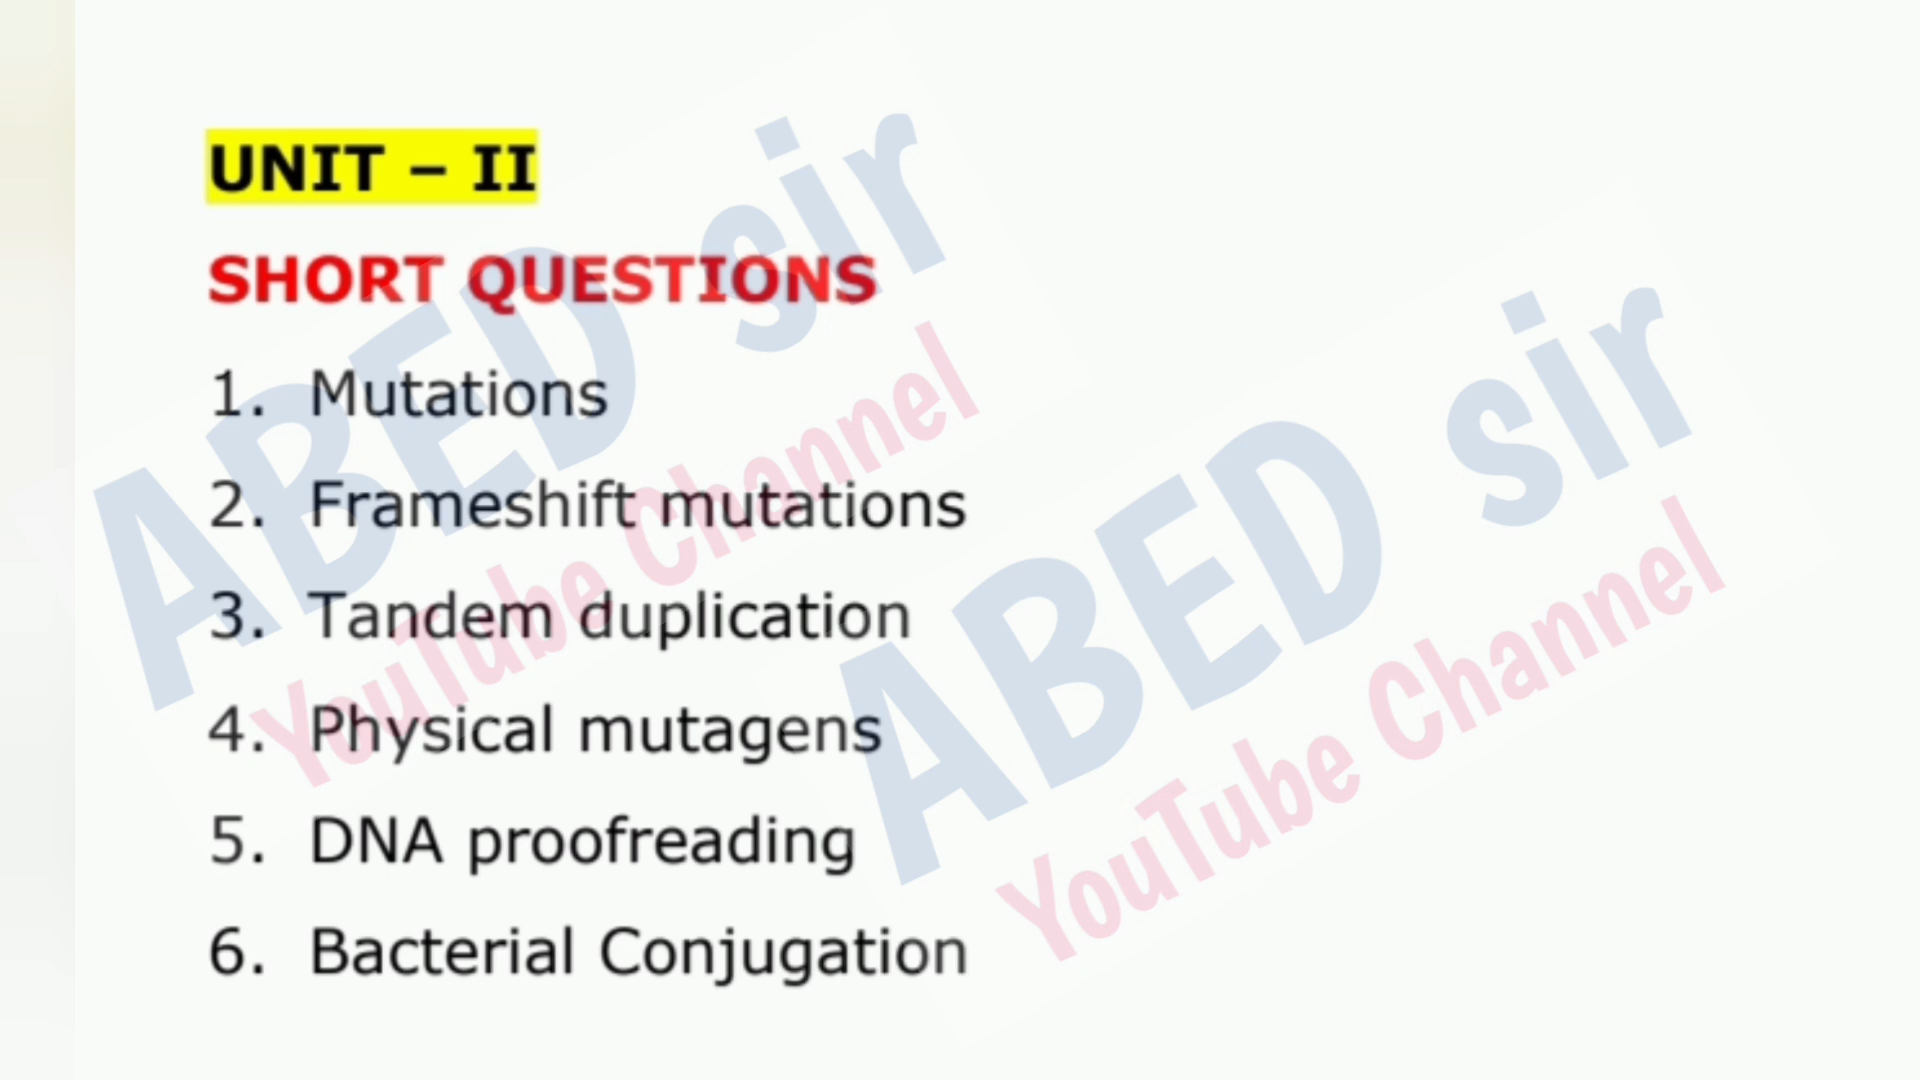 UNIT – II
SHORT QUESTIONS
1. Mutations
2. Frameshift mutations
3. Tandem duplication
4. Physical mutagens
5. DNA proofreading
6. Bacterial Conjugation
ABED sir
YouTube Channel
ABED sir
YouTube Channel